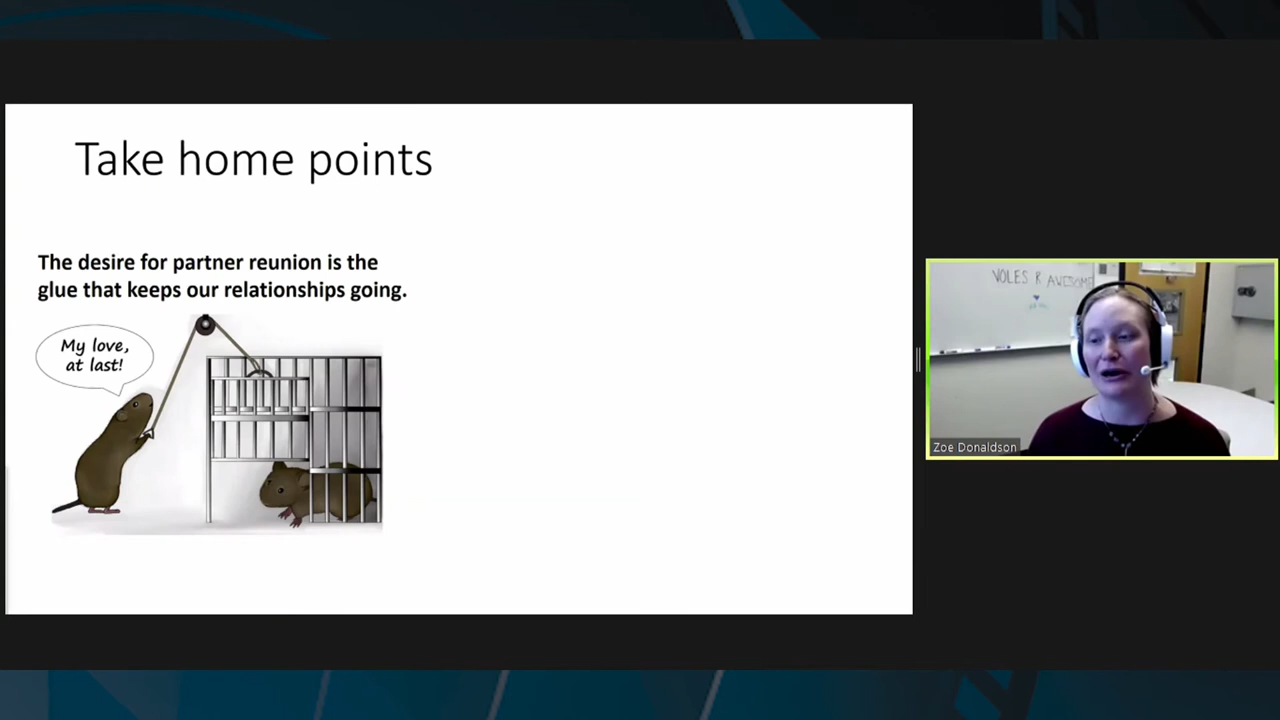 Take home points
The desire for partner reunion is the
glue that keeps our relationships going.
My love,
at last!
VOLES R AWESOME
Zoe Donaldson